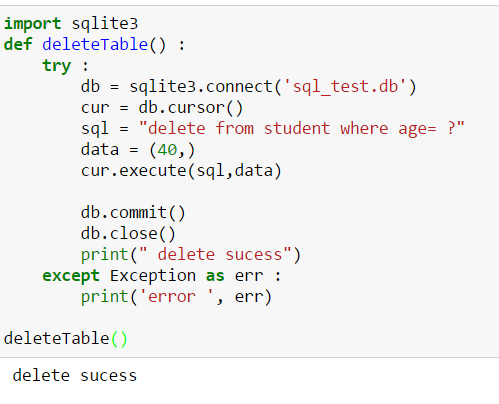 import sqlite3
def deleteTable() :
    try :
        db = sqlite3.connect('sql_test.db')
        cur = db.cursor()
        sql = "delete from student where age= ?"
        data = (40,)
        cur.execute(sql,data)

        db.commit()
        db.close()
        print(" delete sucess")
    except Exception as err :
        print('error ', err)

deleteTable()
 delete sucess